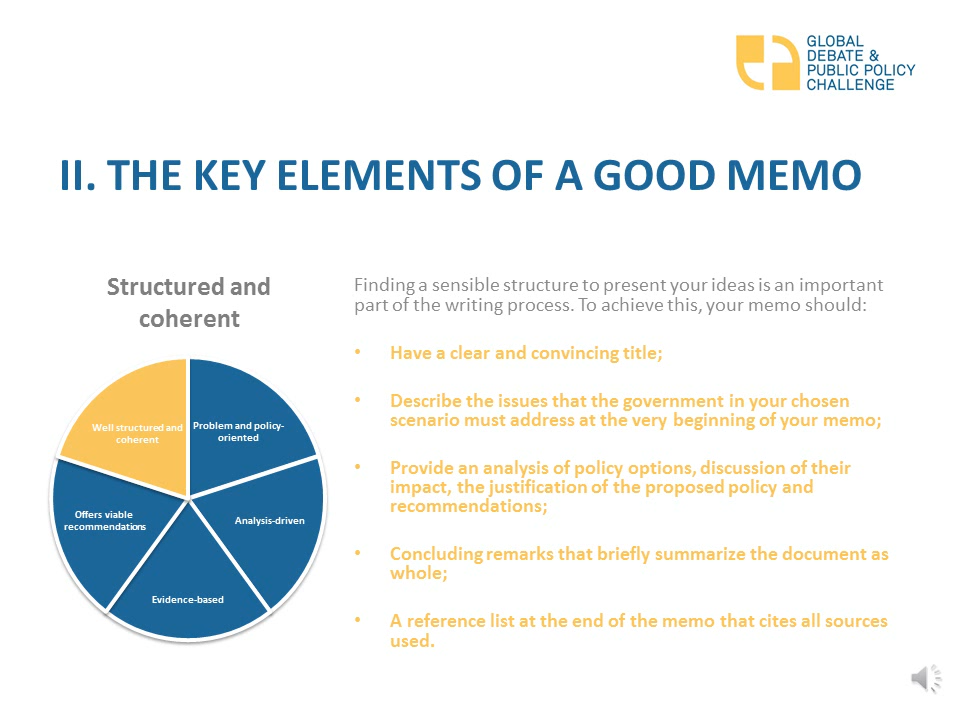 GLOBAL
DEBATE &
PUBLIC POLICY
CHALLENGE
II. THE KEY ELEMENTS OF A GOOD MEMO
Structured and
coherent
Well structured and
coherent
Problem and policy-
oriented
Offers viable
recommendations
Analysis-driven
Evidence-based
Finding a sensible structure to present your ideas is an important
part of the writing process. To achieve this, your memo should:
• Have a clear and convincing title;
• Describe the issues that the government in your chosen
scenario must address at the very beginning of your memo;
• Provide an analysis of policy options, discussion of their
impact, the justification of the proposed policy and
recommendations;
• Concluding remarks that briefly summarize the document as
whole;
• A reference list at the end of the memo that cites all sources
used.